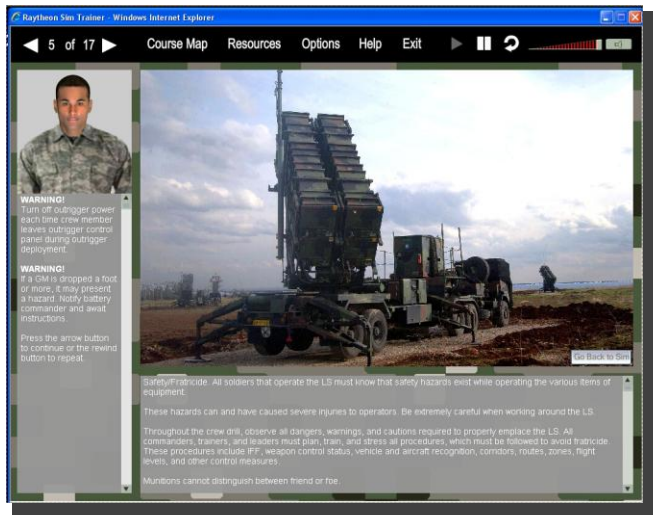 Raytheon Sim Trainer - Windows Internet Explorer
5 of 17 Course Map Resources Options Help Exit
WARNING!
Turn off outrigger power
each time crew member
leaves outrigger control
panel during outrigger
deployment.
WARNING!
If a GM is dropped a foot
or more, it may present
a hazard. Notify battery
commander and await
instructions.
Press the arrow button
to continue or the rewind
button to repeat.
Go Back to Sim
Safety/Fratricide. All soldiers that operate the LS must know that safety hazards exist while operating the various items of
equipment.
These hazards can and have caused severe injuries to operators. Be extremely careful when working around the LS.
Throughout the crew drill, observe all dangers, warnings, and cautions required to properly emplace the LS. All
commanders, trainers, and leaders must plan, train, and stress all procedures, which must be followed to avoid fratricide.
These procedures include IFF, weapon control status, vehicle and aircraft recognition, corridors, routes, zones, flight
levels, and other control measures.
Munitions cannot distinguish between friend or foe.